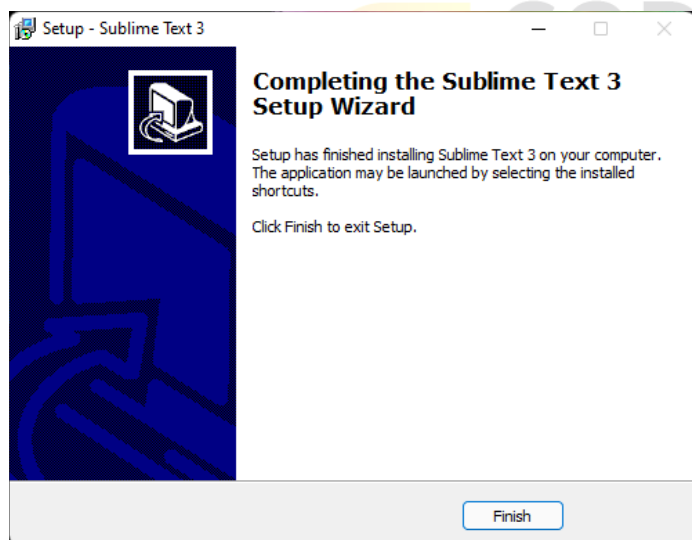 Setup - Sublime Text 3
Completing the Sublime Text 3
Setup Wizard
Setup has finished installing Sublime Text 3 on your computer.
The application may be launched by selecting the installed
shortcuts.
Click Finish to exit Setup.
Finish